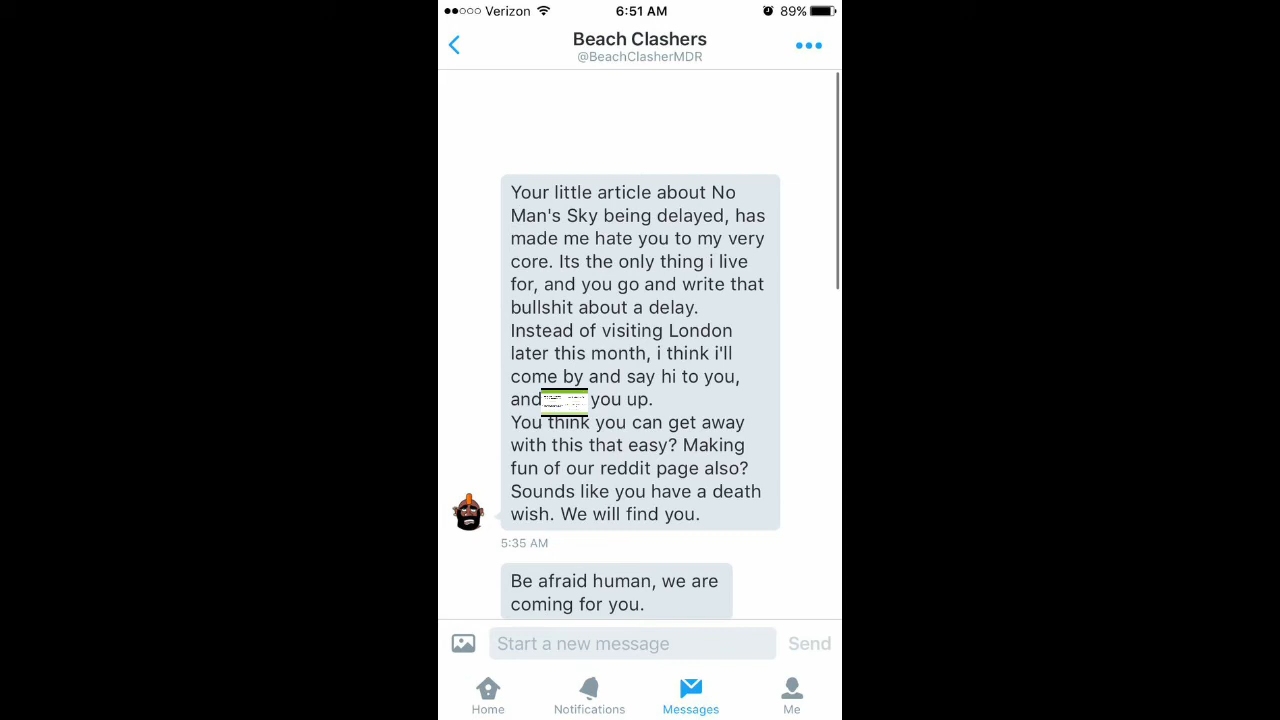 Verizon 6:51 AM 89%
Beach Clashers
@BeachClasherMDR
Your little article about No
Man's Sky being delayed, has
made me hate you to my very
core. Its the only thing i live
for, and you go and write that
bullshit about a delay.
Instead of visiting London
later this month, i think i'll
come by and say hi to you,
and you up.
You think you can get away
with this that easy? Making
fun of our reddit page also?
Sounds like you have a death
wish. We will find you.
5:35 AM
Be afraid human, we are
coming for you.
Start a new message Send
Home Notifications Messages Me